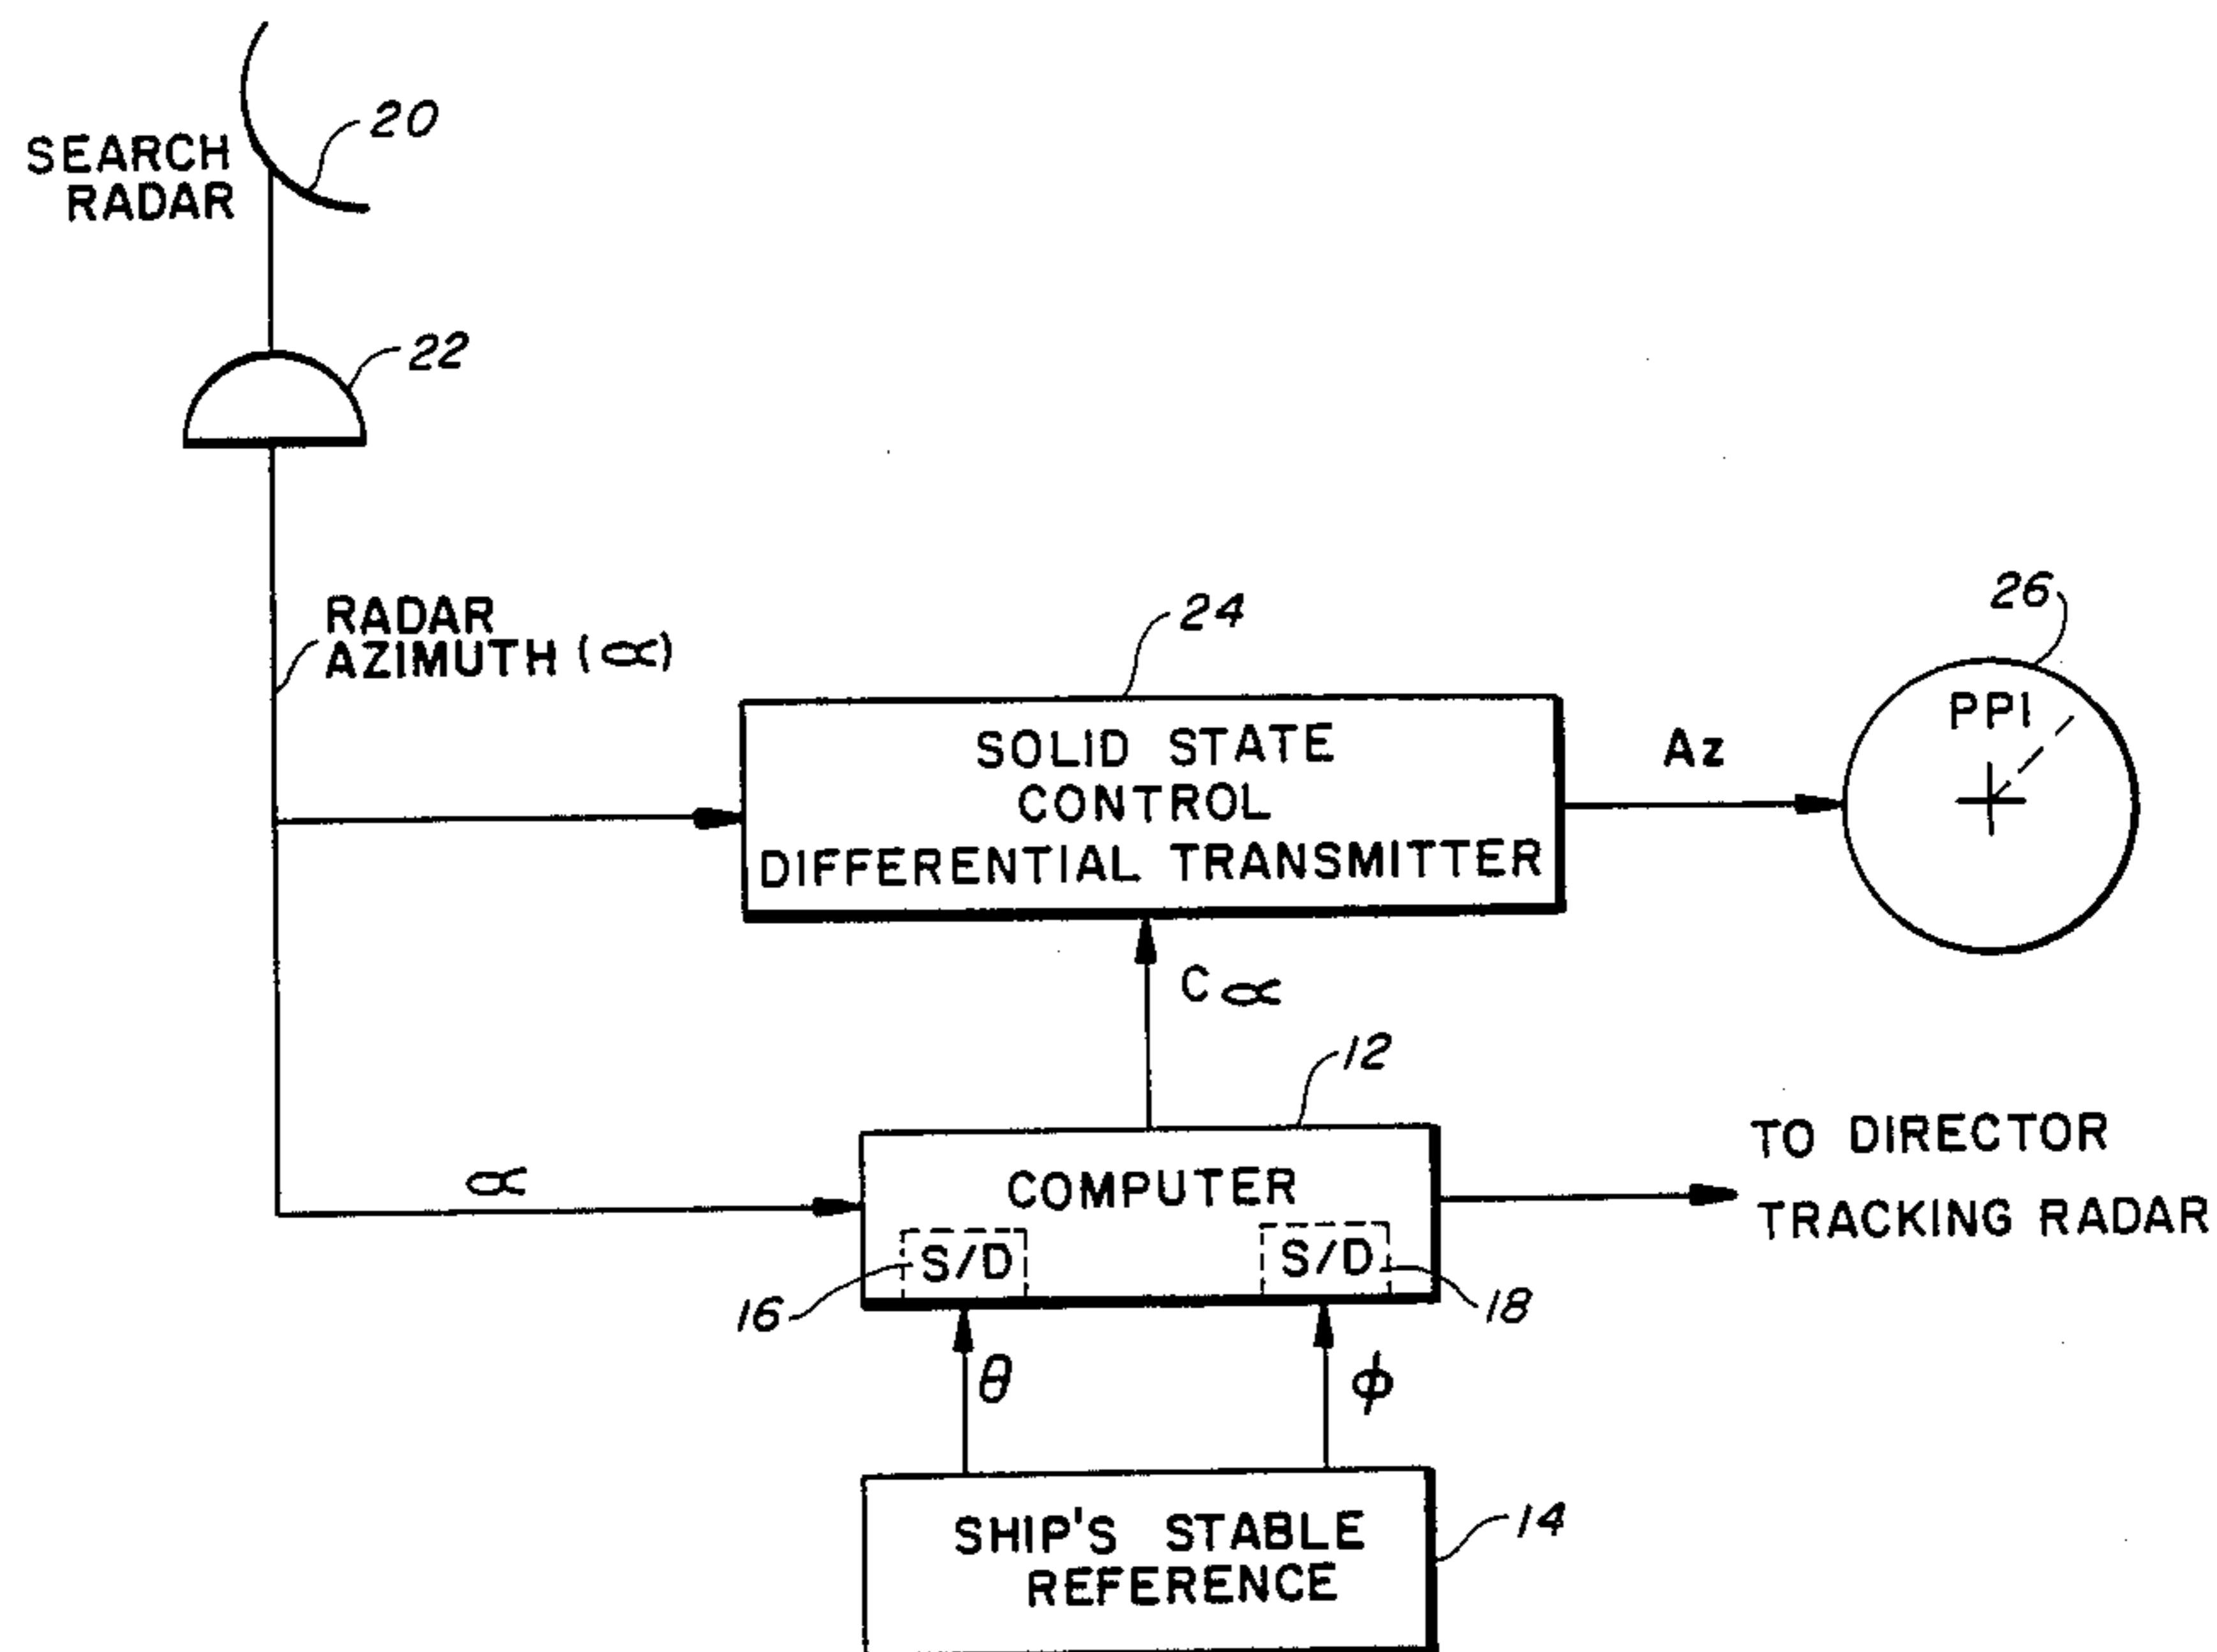 20
SEARCH
RADAR
22
RADAR
AZIMUTH (α)
24
26
PPI
SOLID STATE
CONTROL
DIFFERENTIAL TRANSMITTER
Az
Cα
12
TO DIRECTOR
TRACKING RADAR
α
COMPUTER
S/D
S/D
16
18
θ
ϕ
SHIP'S STABLE
REFERENCE
14